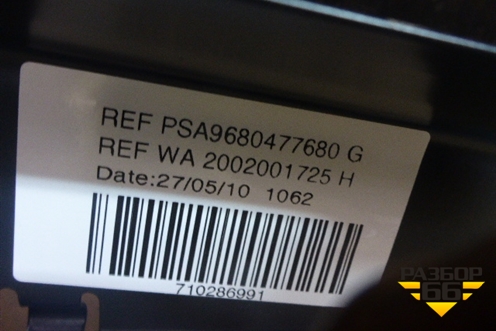 REF PSA9680477680 G
REF WA 2002001725 H
Date:27/05/10 1062
710286991
РАЗБОР
66